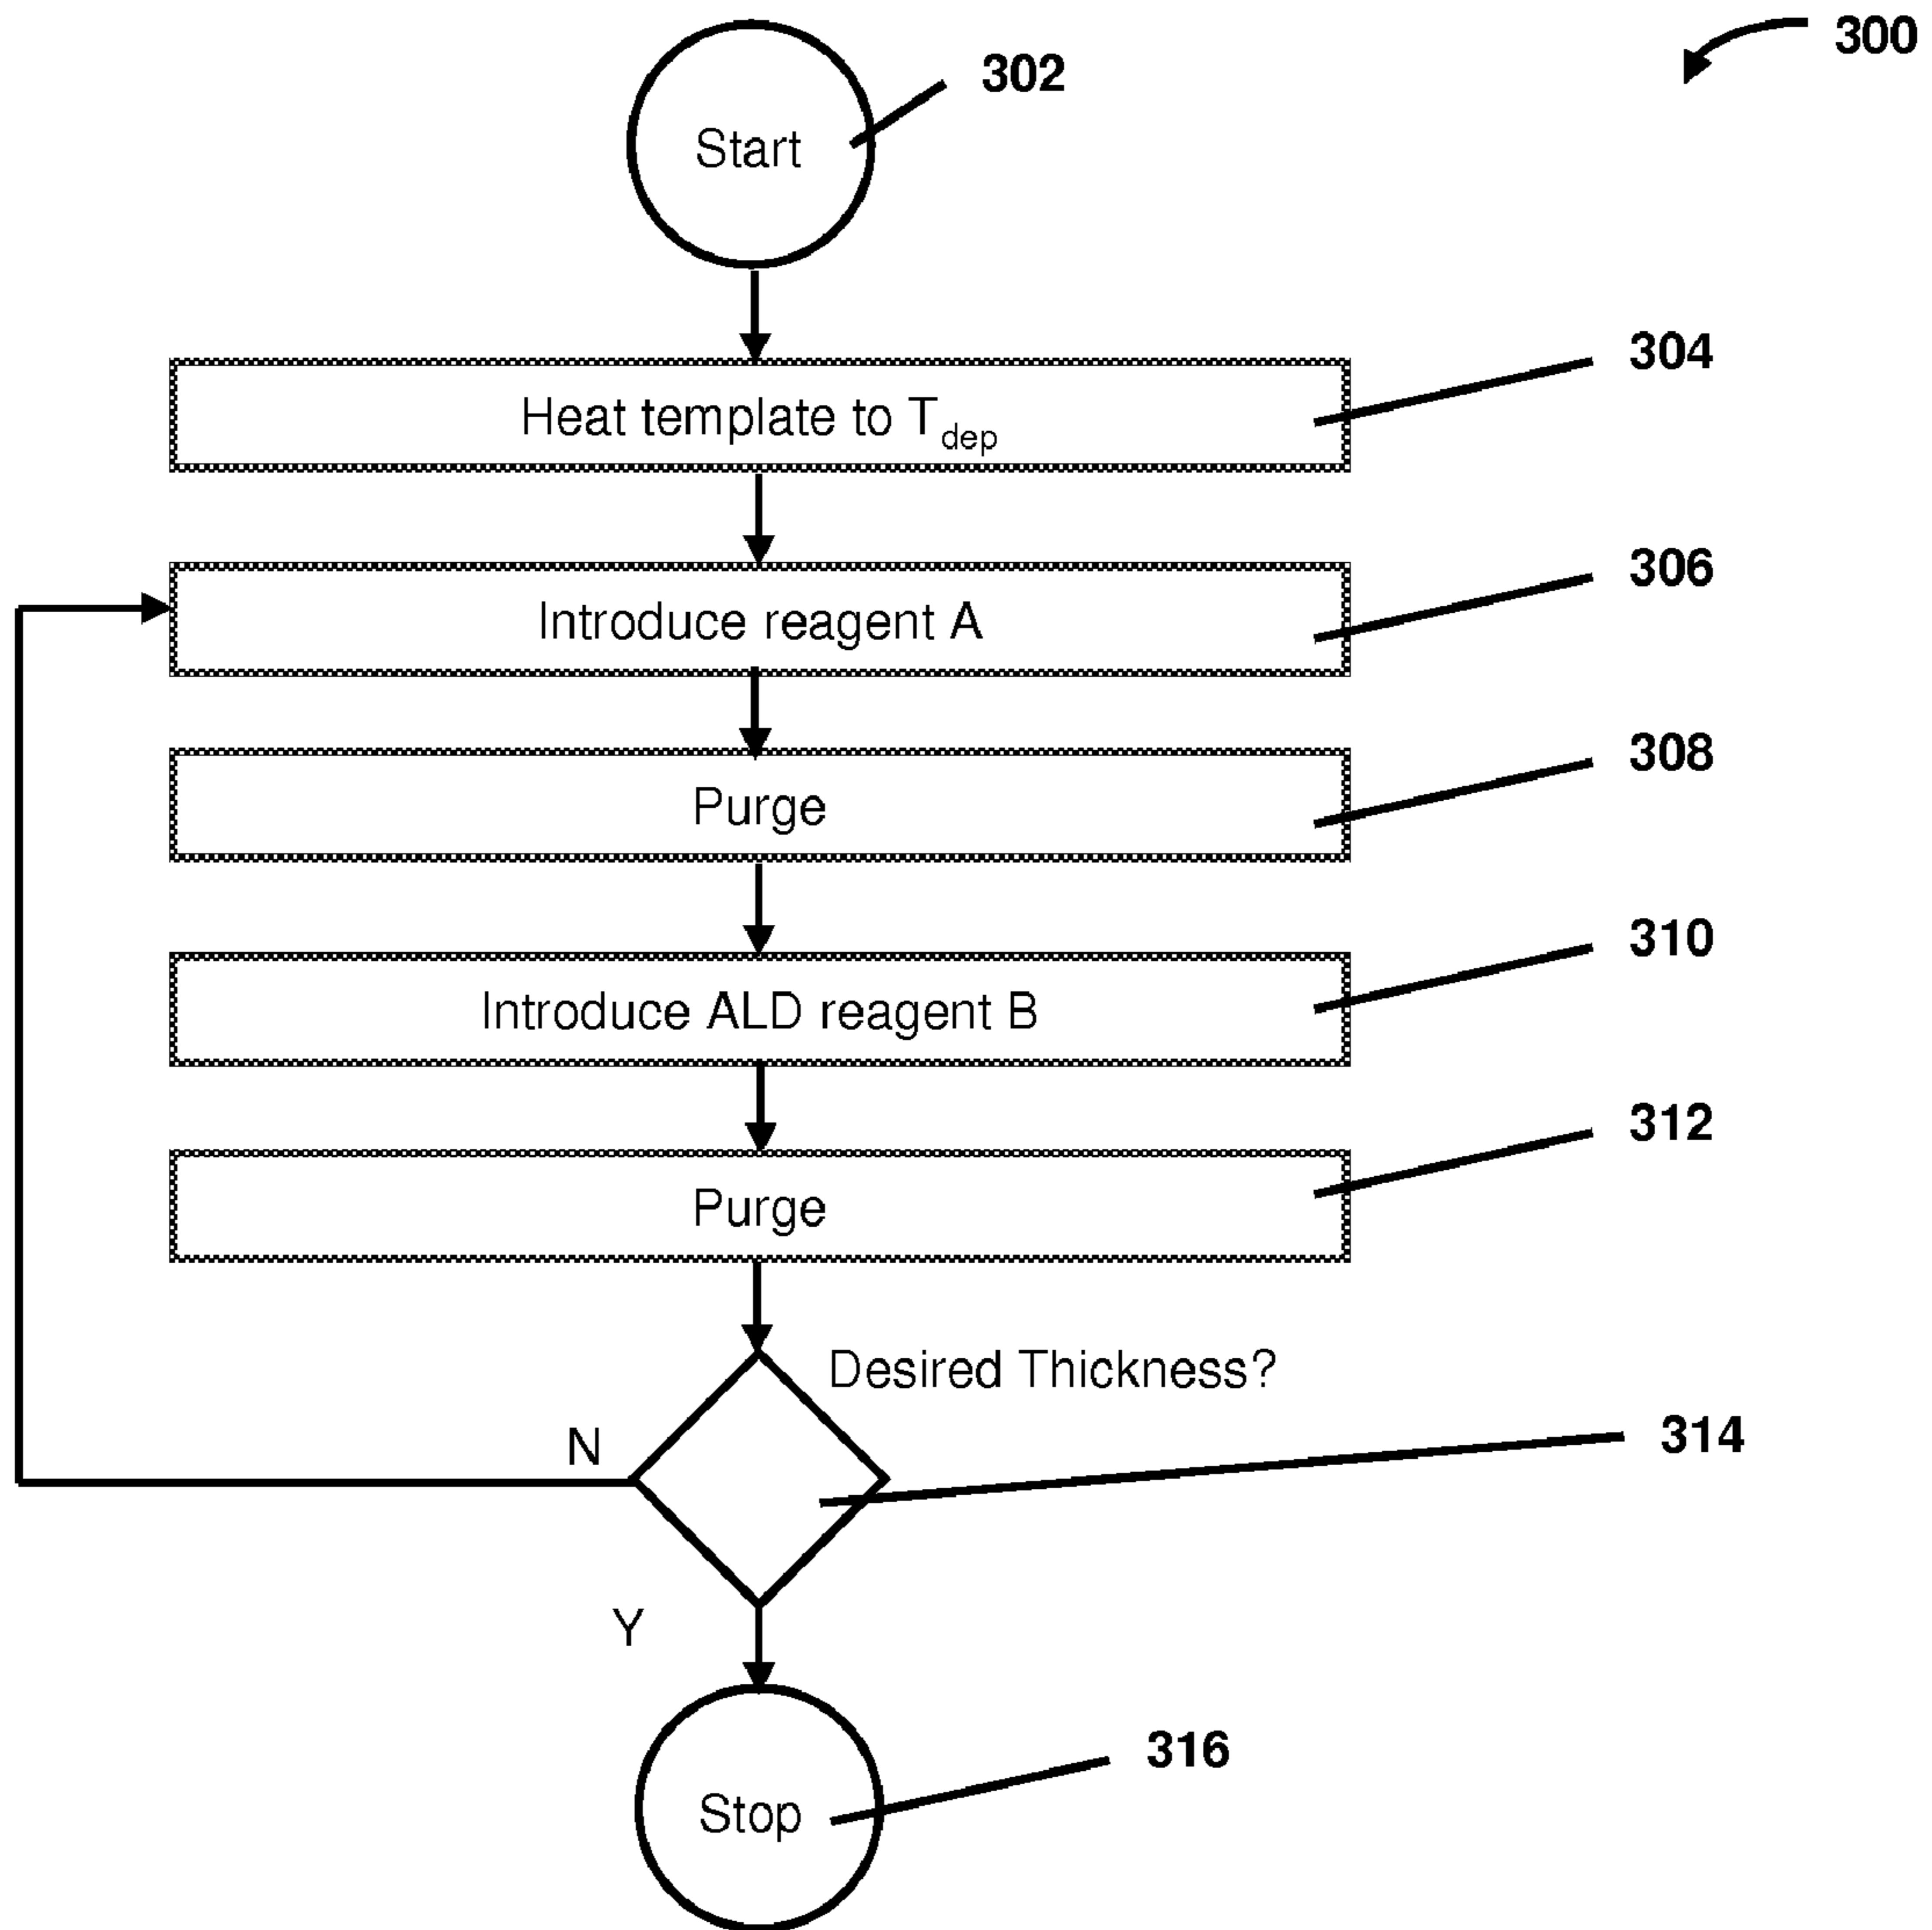 300
302
Start
304
Heat template to Tdep
306
Introduce reagent A
308
Purge
310
Introduce ALD reagent B
312
Purge
Desired Thickness?
N
314
Y
316
Stop